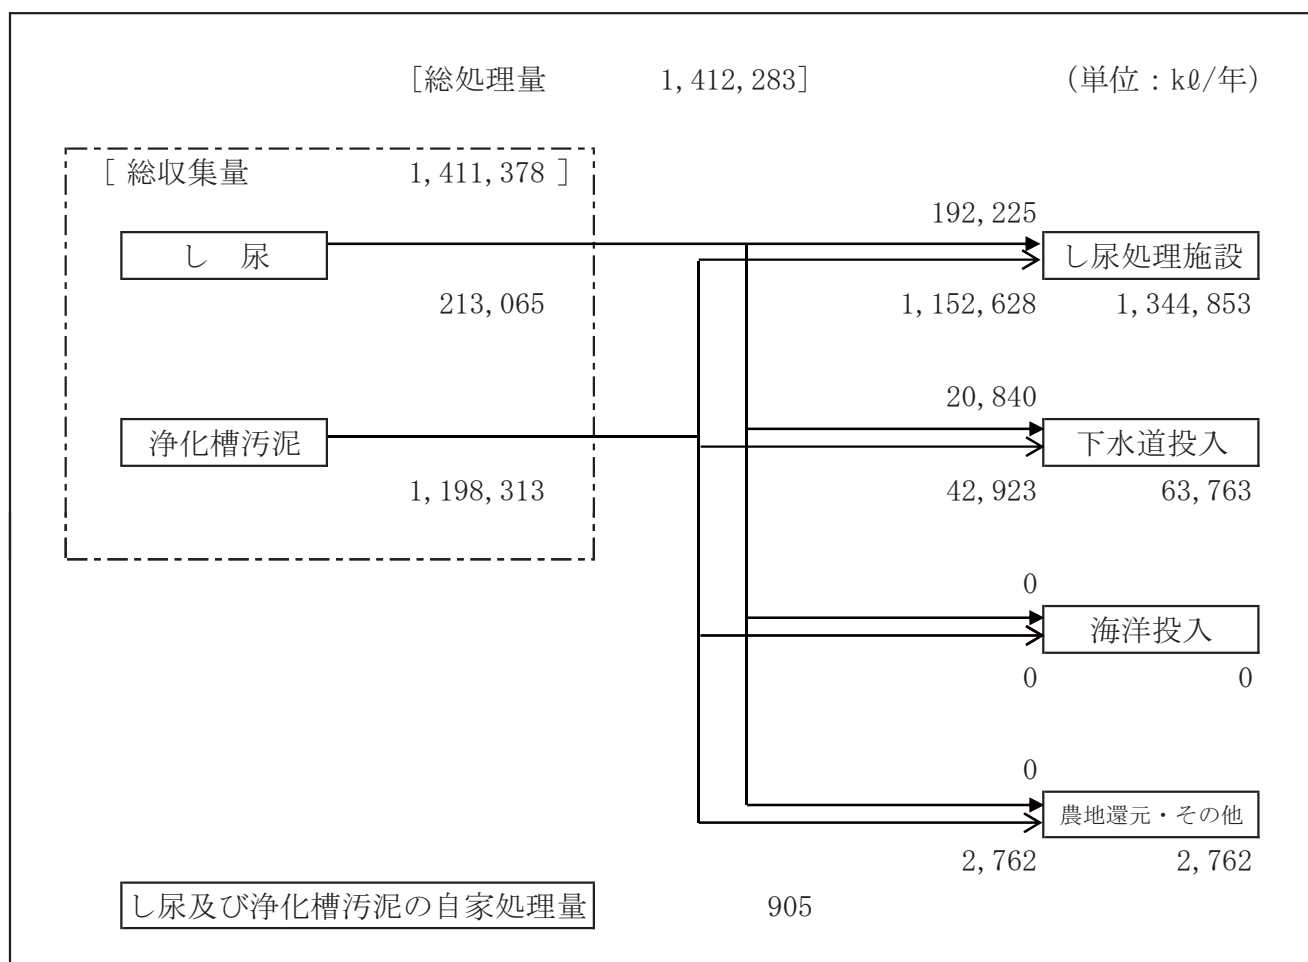 [総処理量 1,412,283] (単位：kℓ/年)
[ 総収集量 1,411,378 ]
192,225
し 尿 し尿処理施設
213,065 1,152,628 1,344,853
20,840
浄化槽汚泥 下水道投入
1,198,313 42,923 63,763
0
海洋投入
0 0
0
農地還元・その他
2,762 2,762
し尿及び浄化槽汚泥の自家処理量 905